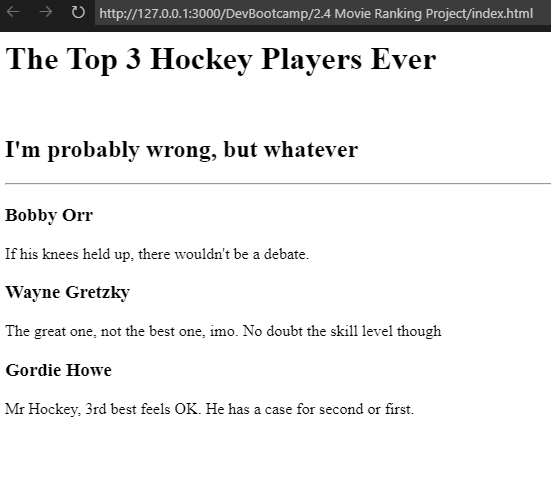 http://127.0.0.1:3000/DevBootcamp/2.4 Movie Ranking Project/index.html
The Top 3 Hockey Players Ever
I'm probably wrong, but whatever
Bobby Orr
If his knees held up, there wouldn't be a debate.
Wayne Gretzky
The great one, not the best one, imo. No doubt the skill level though
Gordie Howe
Mr Hockey, 3rd best feels OK. He has a case for second or first.